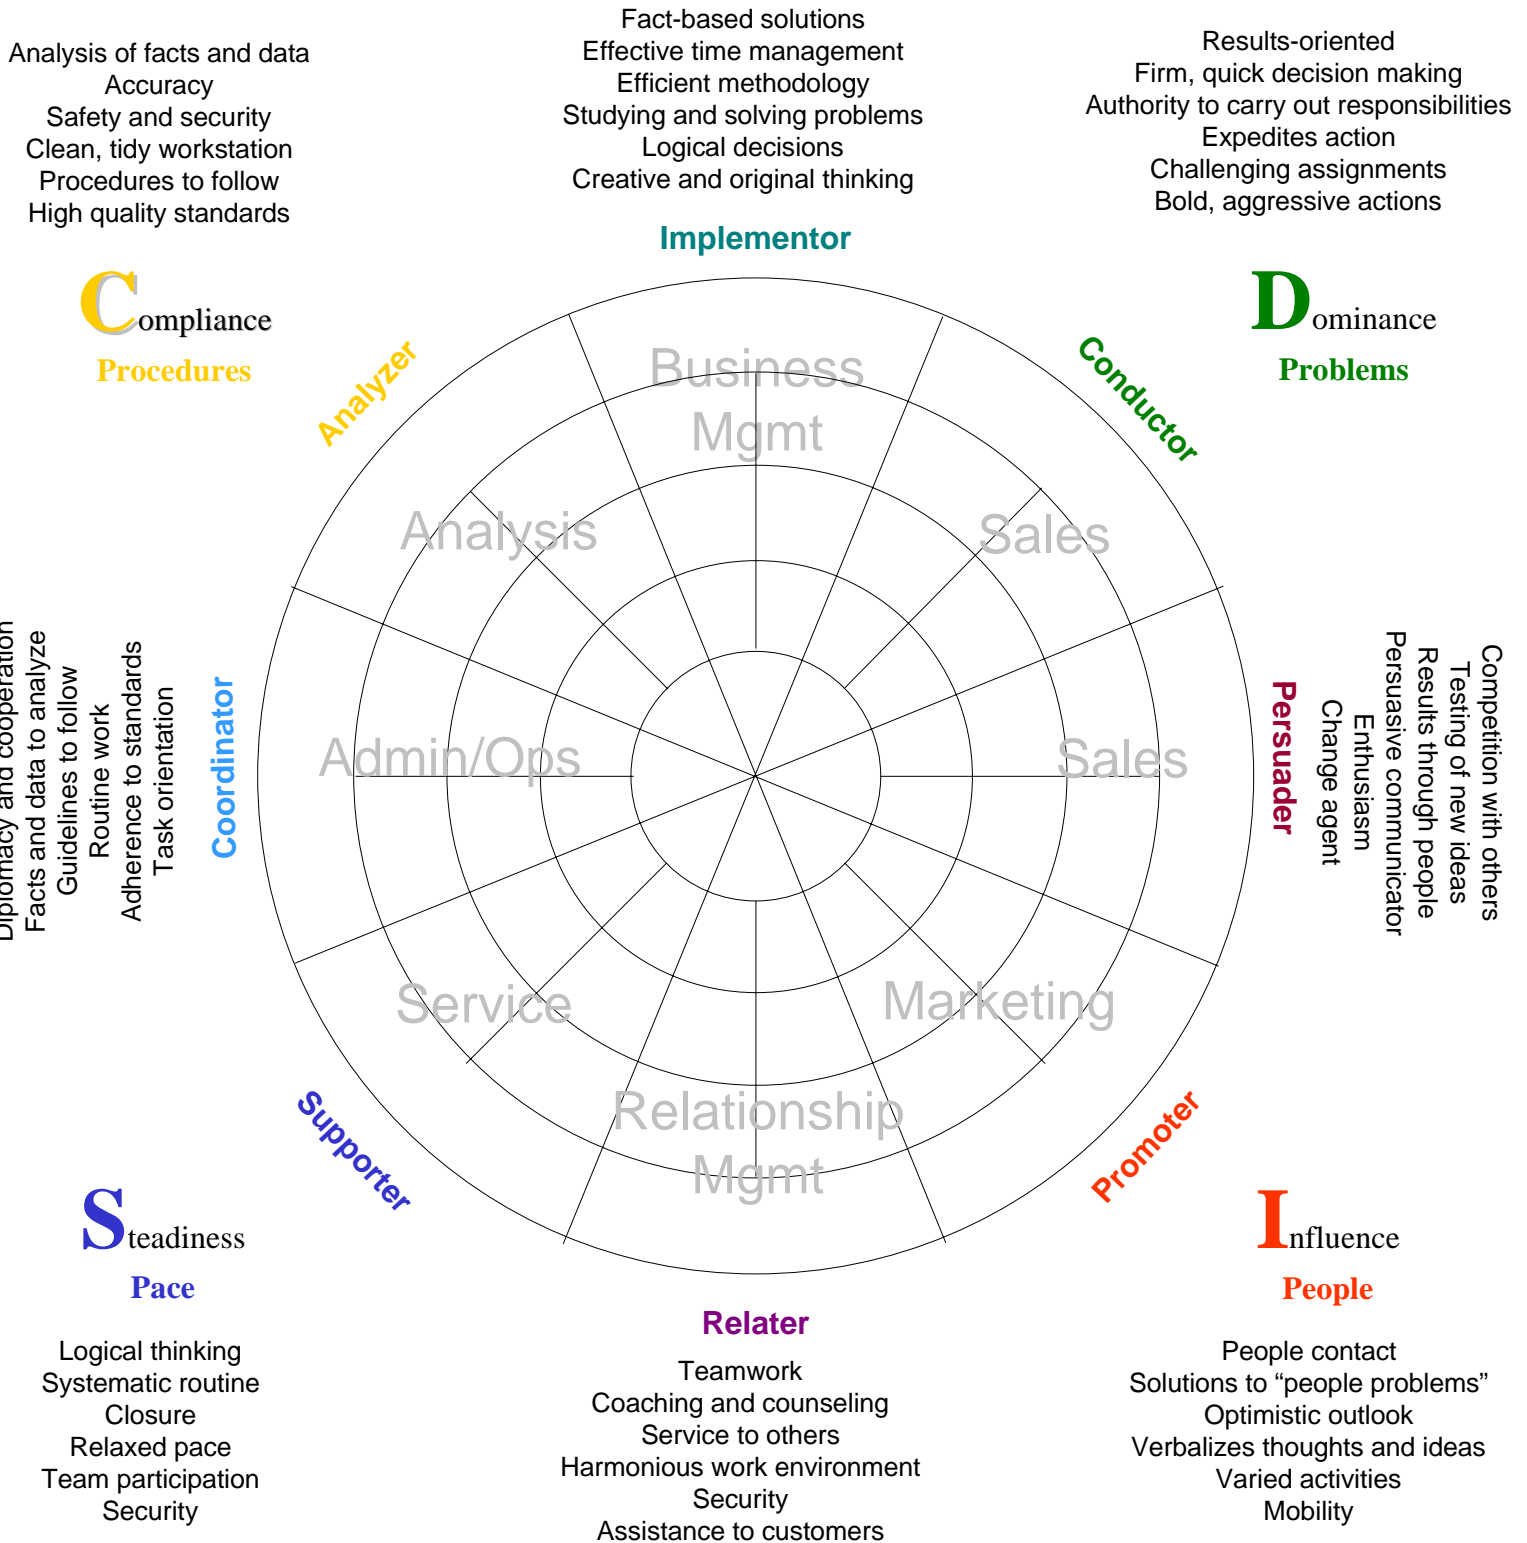 Analysis of facts and data
Accuracy
Safety and security
Clean, tidy workstation
Procedures to follow
High quality standards
Fact-based solutions
Effective time management
Efficient methodology
Studying and solving problems
Logical decisions
Creative and original thinking
Results-oriented
Firm, quick decision making
Authority to carry out responsibilities
Expedites action
Challenging assignments
Bold, aggressive actions
Implementor
Compliance
Procedures
Dominance
Problems
Analyzer
Conductor
Business
Mgmt
Analysis
Sales
Diplomacy and cooperation
Facts and data to analyze
Guidelines to follow
Routine work
Adherence to standards
Task orientation
Coordinator
Admin/Ops
Sales
Persuader
Competition with others
Testing of new ideas
Results through people
Persuasive communicator
Enthusiasm
Change agent
Service
Marketing
Relationship
Mgmt
Supporter
Promoter
Steadiness
Pace
Influence
People
Relater
Logical thinking
Systematic routine
Closure
Relaxed pace
Team participation
Security
Teamwork
Coaching and counseling
Service to others
Harmonious work environment
Security
Assistance to customers
People contact
Solutions to “people problems”
Optimistic outlook
Verbalizes thoughts and ideas
Varied activities
Mobility